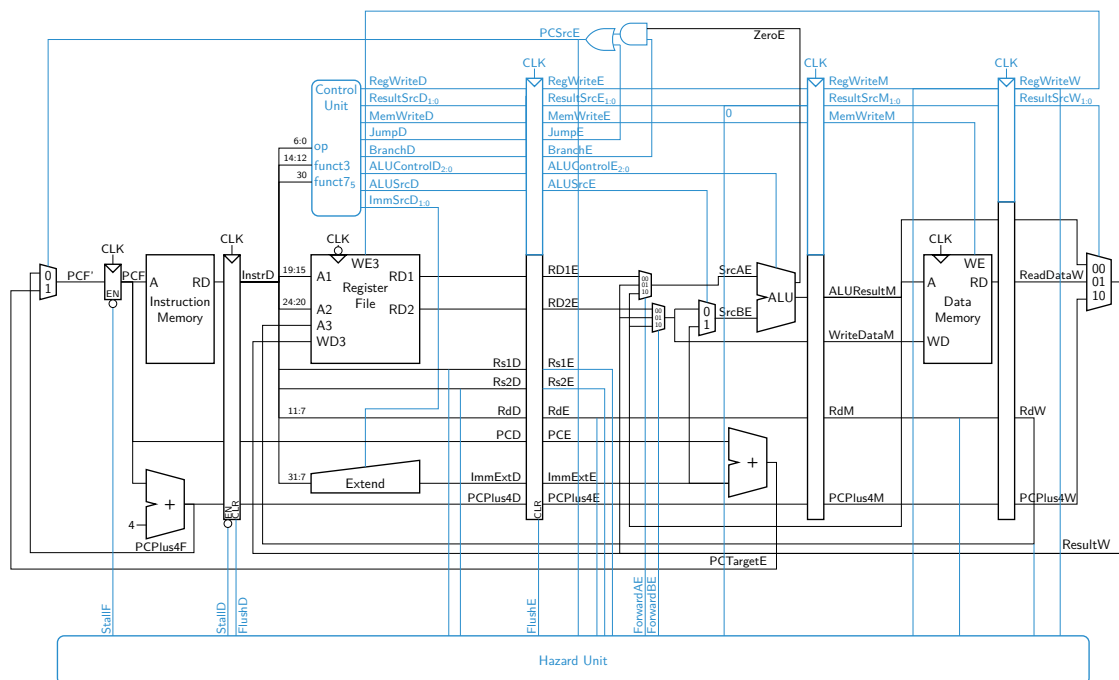 PCSrcE
ZeroE
CLK
CLK
CLK
Control
Unit
RegWriteD
RegWriteE
RegWriteM
RegWriteW
ResultSrcD1:0
ResultSrcE1:0
ResultSrcM1:0
ResultSrcW1:0
MemWriteD
MemWriteE
0
MemWriteM
JumpD
JumpE
6:0
op
BranchD
BranchE
14:12
funct3
ALUControlD2:0
ALUControlE2:0
30
funct75
ALUSrcD
ALUSrcE
ImmSrcD1:0
CLK
CLK
CLK
CLK
0
1
PCF'
PCF
EN
A
RD
Instruction
Memory
InstrD
19:15
A1
WE3
RD1
Register
File
24:20
A2
RD2
A3
WD3
RD1E
RD2E
00
01
10
00
01
10
SrcAE
0
1
SrcBE
ALU
ALUResultM
WriteDataM
A
WE
RD
Data
Memory
WD
ReadDataW
00
01
10
Rs1D
Rs1E
Rs2D
Rs2E
11:7
RdD
RdE
RdM
RdW
PCD
PCE
+
31:7
Extend
ImmExtD
ImmExtE
+
4
PCPlus4D
PCPlus4E
PCPlus4M
PCPlus4W
EN
CLR
CLR
PCPlus4F
ResultW
PCTargetE
StallF
StallD
FlushD
FlushE
ForwardAE
ForwardBE
Hazard Unit